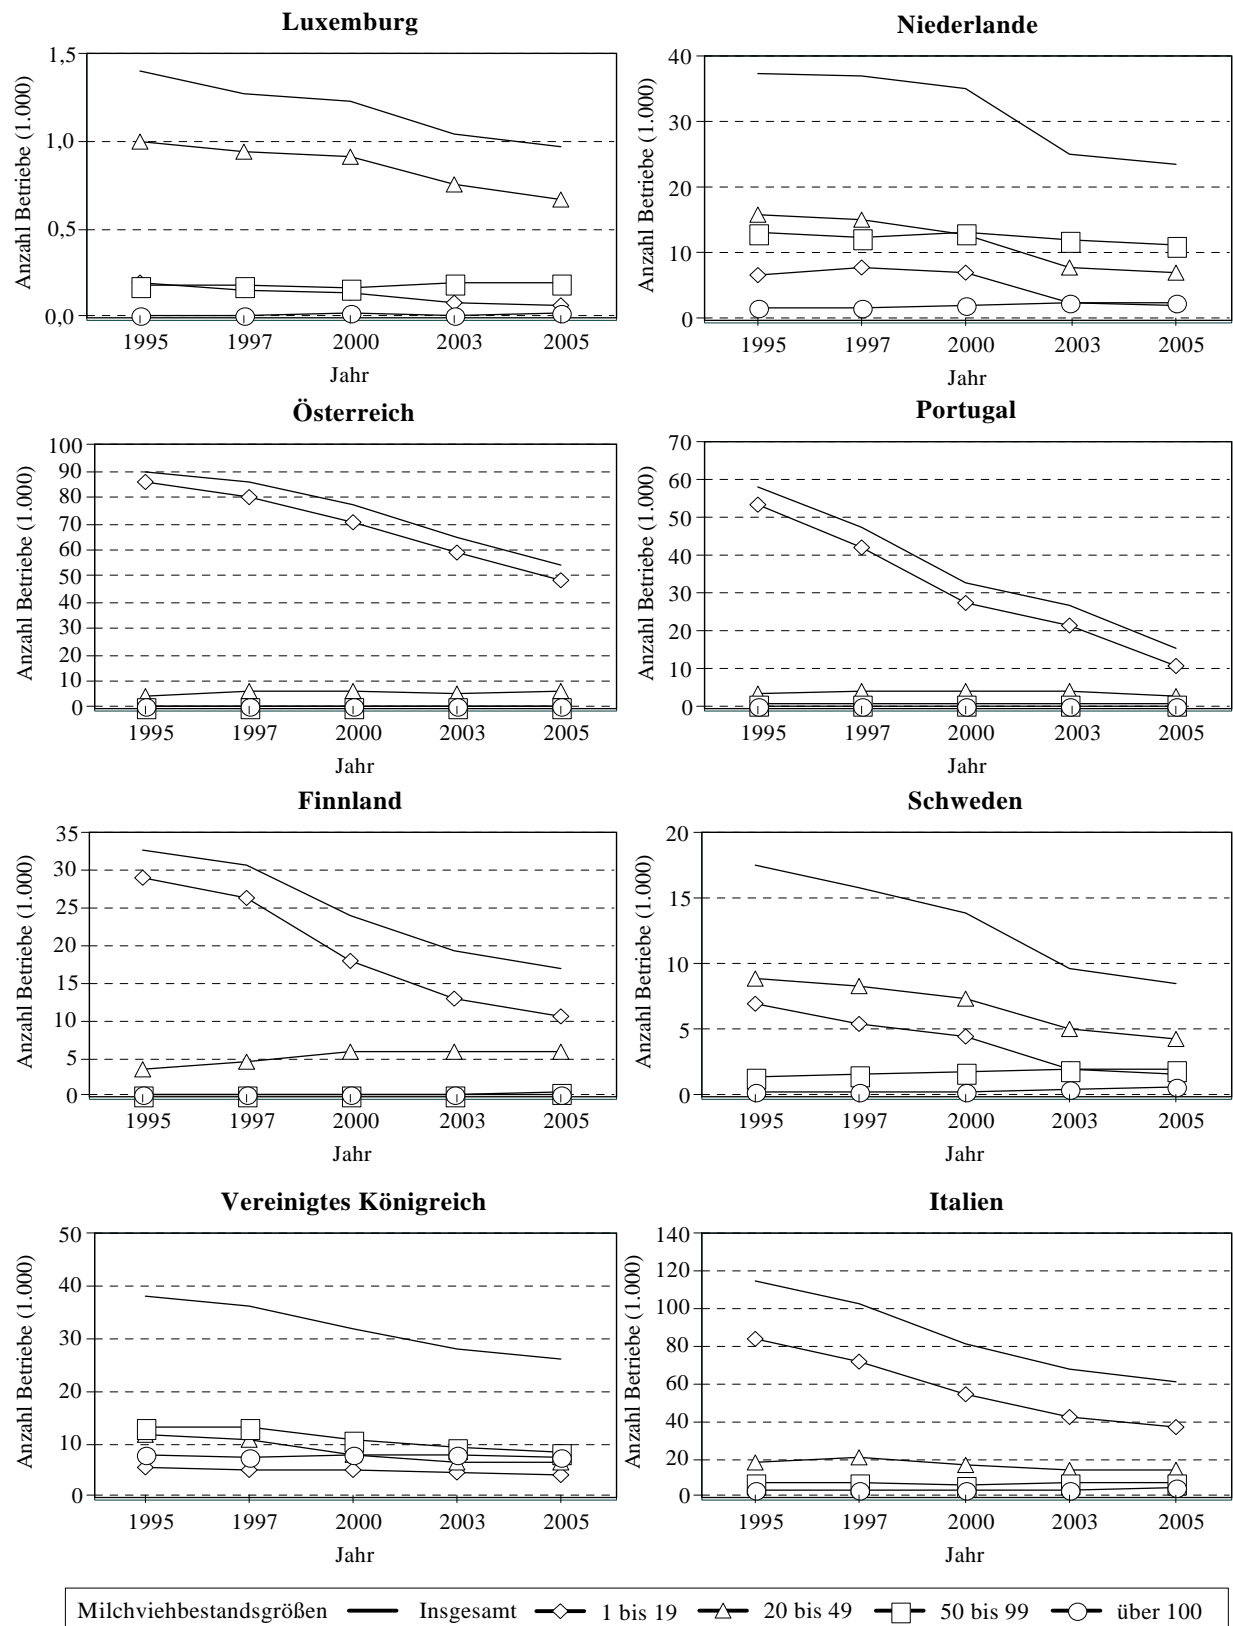 Luxemburg
Anzahl Betriebe (1.000)
1,5
1,0
0,5
0,0
1995 1997 2000 2003 2005
Jahr
Niederlande
Anzahl Betriebe (1.000)
40
30
20
10
0
1995 1997 2000 2003 2005
Jahr
Österreich
Anzahl Betriebe (1.000)
100
90
80
70
60
50
40
30
20
10
0
1995 1997 2000 2003 2005
Jahr
Portugal
Anzahl Betriebe (1.000)
70
60
50
40
30
20
10
0
1995 1997 2000 2003 2005
Jahr
Finnland
Anzahl Betriebe (1.000)
35
30
25
20
15
10
5
0
1995 1997 2000 2003 2005
Jahr
Schweden
Anzahl Betriebe (1.000)
20
15
10
5
0
1995 1997 2000 2003 2005
Jahr
Vereinigtes Königreich
Anzahl Betriebe (1.000)
50
40
30
20
10
0
1995 1997 2000 2003 2005
Jahr
Italien
Anzahl Betriebe (1.000)
140
120
100
80
60
40
20
0
1995 1997 2000 2003 2005
Jahr
Milchviehbestandsgrößen Insgesamt 1 bis 19 20 bis 49 50 bis 99 über 100